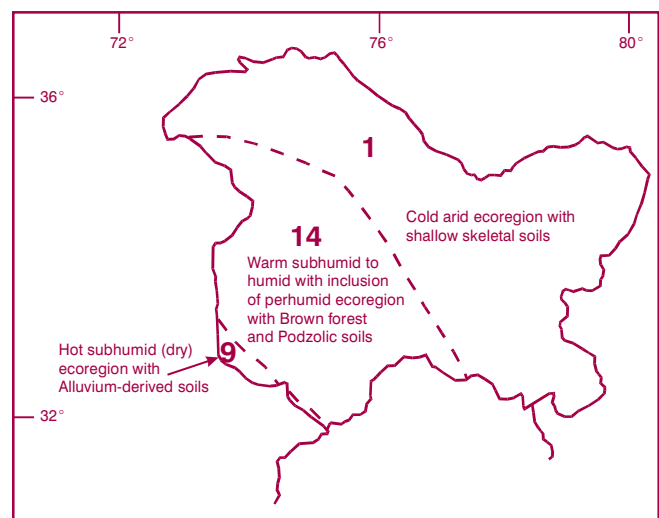 72°
76°
80°
36°
1
Cold arid ecoregion with
shallow skeletal soils
14
Warm subhumid to
humid with inclusion
of perhumid ecoregion
with Brown forest
and Podzolic soils
9
Hot subhumid (dry)
ecoregion with
Alluvium-derived soils
32°